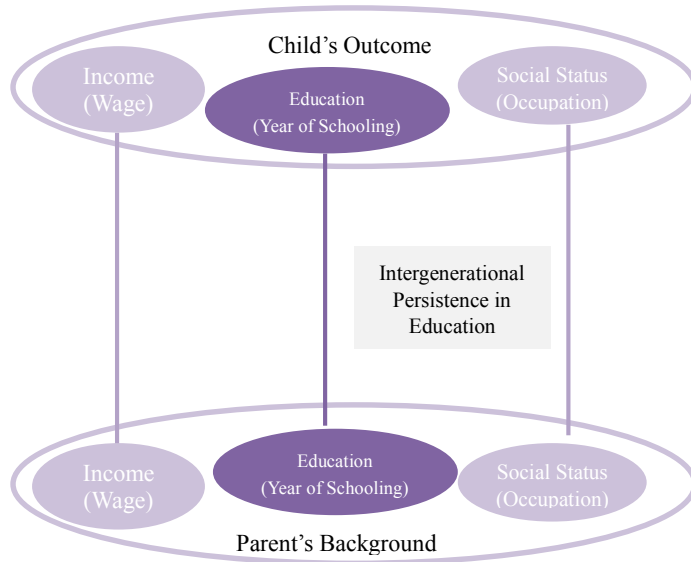 Child's Outcome
Income
(Wage)
Education
(Year of Schooling)
Social Status
(Occupation)
Intergenerational
Persistence in
Education
Income
(Wage)
Education
(Year of Schooling)
Social Status
(Occupation)
Parent's Background